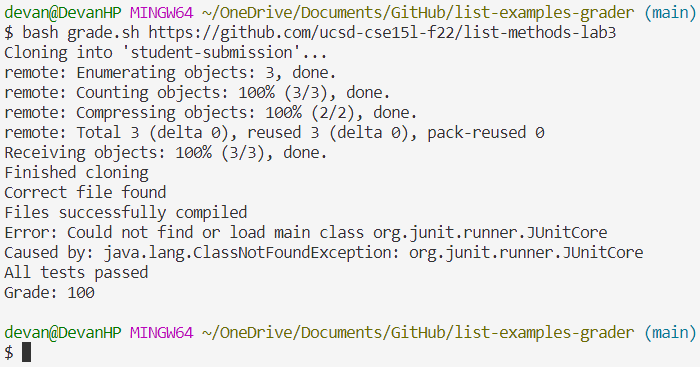 devan@DevanHP MINGW64 ~/OneDrive/Documents/GitHub/list-examples-grader (main)
$ bash grade.sh https://github.com/ucsd-cse15l-f22/list-methods-lab3
Cloning into 'student-submission'...
remote: Enumerating objects: 3, done.
remote: Counting objects: 100% (3/3), done.
remote: Compressing objects: 100% (2/2), done.
remote: Total 3 (delta 0), reused 3 (delta 0), pack-reused 0
Receiving objects: 100% (3/3), done.
Finished cloning
Correct file found
Files successfully compiled
Error: Could not find or load main class org.junit.runner.JUnitCore
Caused by: java.lang.ClassNotFoundException: org.junit.runner.JUnitCore
All tests passed
Grade: 100
devan@DevanHP MINGW64 ~/OneDrive/Documents/GitHub/list-examples-grader (main)
$